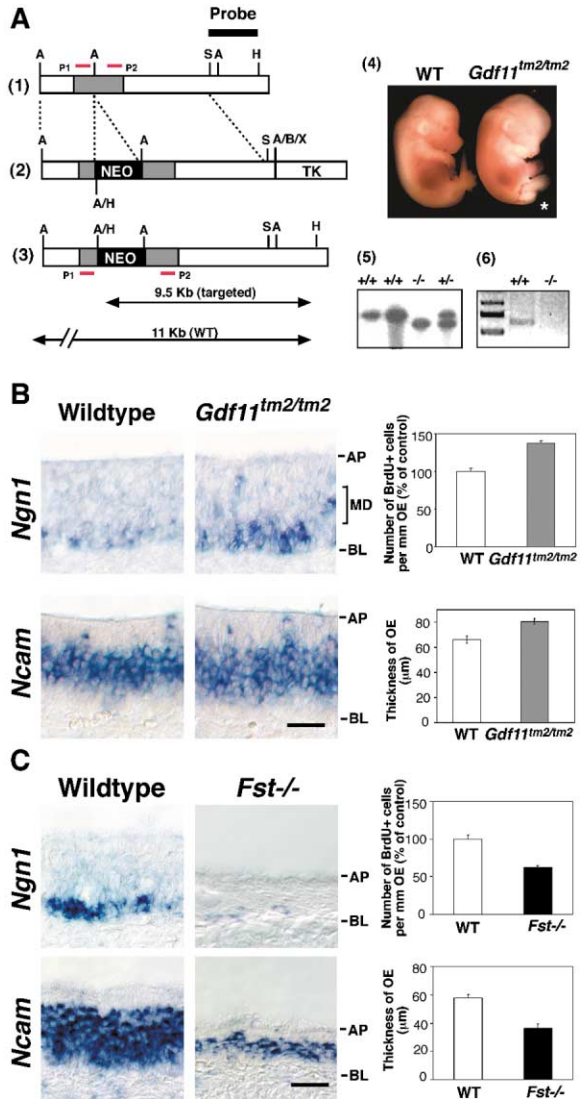 A
Probe
A A S A H
P1 P2
(1)
A A S A/B/X
(2) NEO TK
A/H
A A/H A S A H
(3) NEO
P1 P2
9.5 Kb (targeted)
11 Kb (WT)
(4)
WT Gdf11tm2/tm2
*
(5) (6)
+/+ +/+ -/- +/- +/+ -/-
B
Wildtype Gdf11tm2/tm2
Ngn1
AP
MD
BL
Number of BrdU+ cells
per mm OE (% of control)
150
100
50
0
WT Gdf11tm2/tm2
Ncam
AP
BL
Thickness of OE
(µm)
80
60
40
20
0
WT Gdf11tm2/tm2
C
Wildtype Fst-/-
Ngn1
AP
BL
Number of BrdU+ cells
per mm OE (% of control)
150
100
50
0
WT Fst-/-
Ncam
AP
BL
Thickness of OE
(µm)
80
60
40
20
0
WT Fst-/-